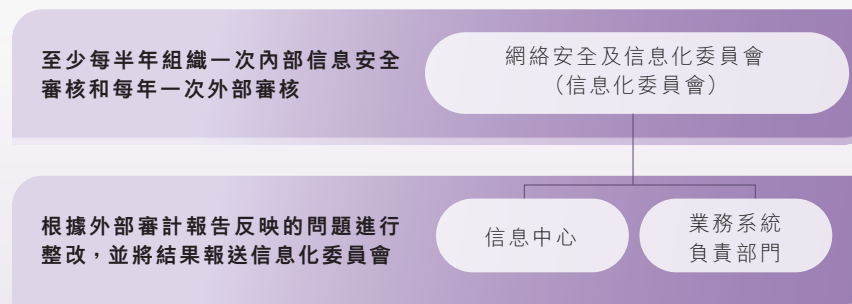 至少每半年組織一次內部信息安全
審核和每年一次外部審核
網絡安全及信息化委員會
（信息化委員會）
根據外部審計報告反映的問題進行
整改，並將結果報送信息化委員會
信息中心
業務系統
負責部門